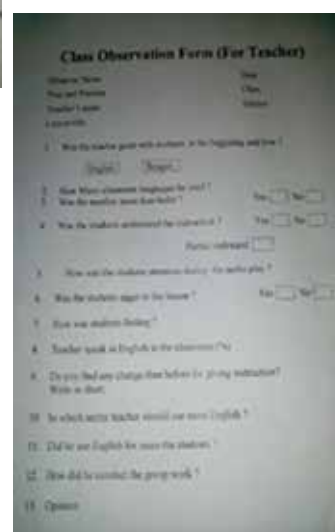 Class Observation Form (For Teacher)
Observer Name
Date
Post and Position
Class
Teacher's name
Lesson title
1 Was the teacher greet with students in the beginning and how ?
English
2 How Many classroom languages he used ?
3 Was the teacher more than before ? Yes No
4 Was the students understand the instruction ? Yes No
Partial understand
5 How was the students attention during the audio play ?
6 Was the students eager to the lesson ? Yes No
7 How was students feeling ?
8 Teacher speak in English in the classroom (%)
9 Do you find any change than before for giving instruction?
Write in short.
10 In which teacher should use more English ?
11 Did he use English for the students
12 How did he conduct the group work ?
13 Opinion